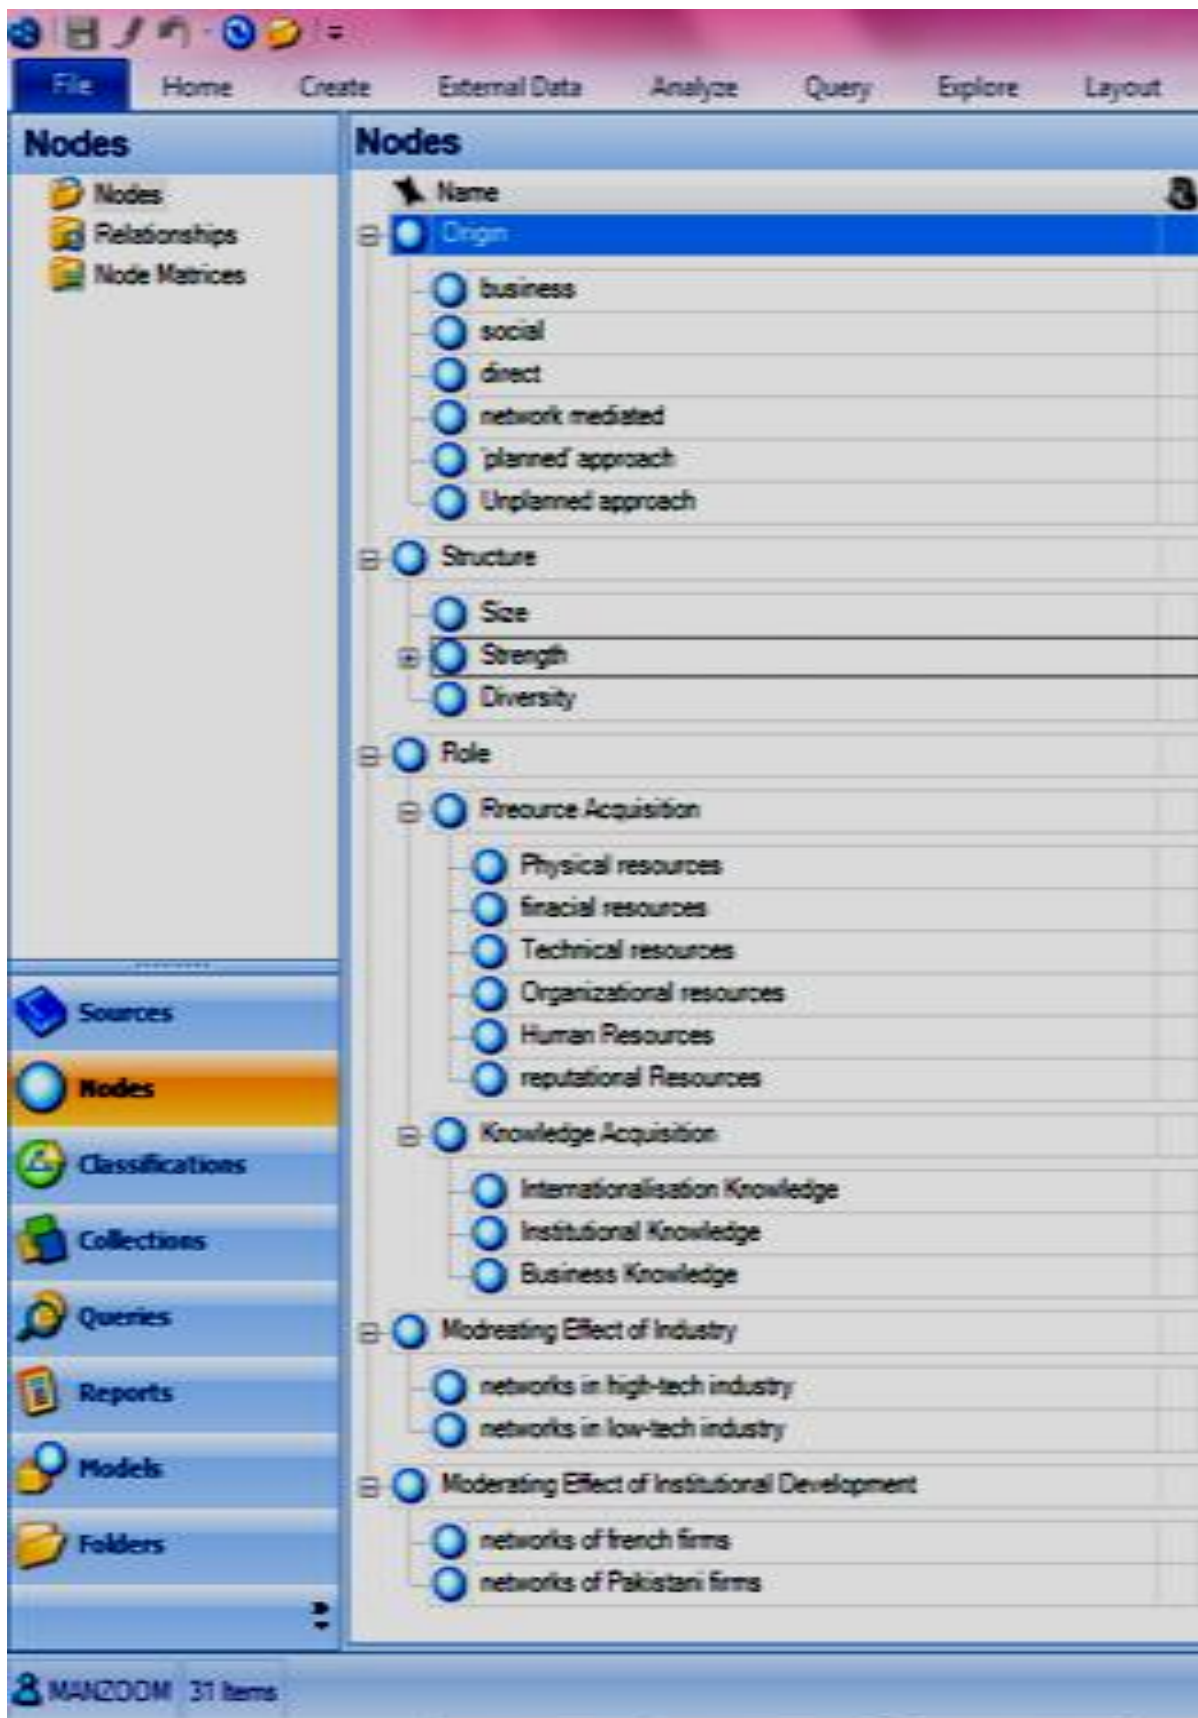 File Home Create External Data Analyze Query Explore Layout
Nodes
Nodes
Relationships
Node Matrices
Sources
Nodes
Classifications
Collections
Queries
Reports
Models
Folders
Nodes
Name
Origin
business
social
direct
network mediated
'planned' approach
Unplanned approach
Structure
Size
Strength
Diversity
Role
Rreource Acquisition
Physical resources
finacial resources
Technical resources
Organizational resources
Human Resources
reputational Resources
Knowledge Acquisition
Internationalisation Knowledge
Institutional Knowledge
Business Knowledge
Modreating Effect of Industry
networks in high-tech industry
networks in low-tech industry
Moderating Effect of Institutional Development
networks of french firms
networks of Pakistani firms
MANZOOM 31 Items